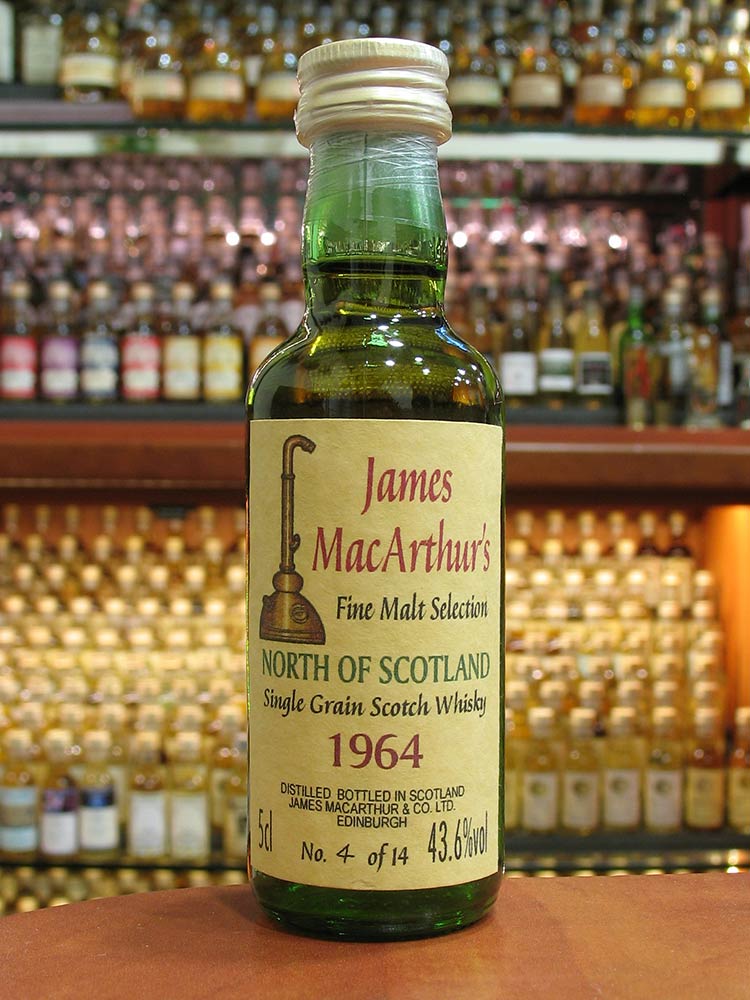 James
MacArthur's
Fine Malt Selection
NORTH OF SCOTLAND
Single Grain Scotch Whisky
1964
DISTILLED BOTTLED IN SCOTLAND
JAMES MACARTHUR & CO. LTD.
EDINBURGH
5cl No. 4 of 14 43.6%vol